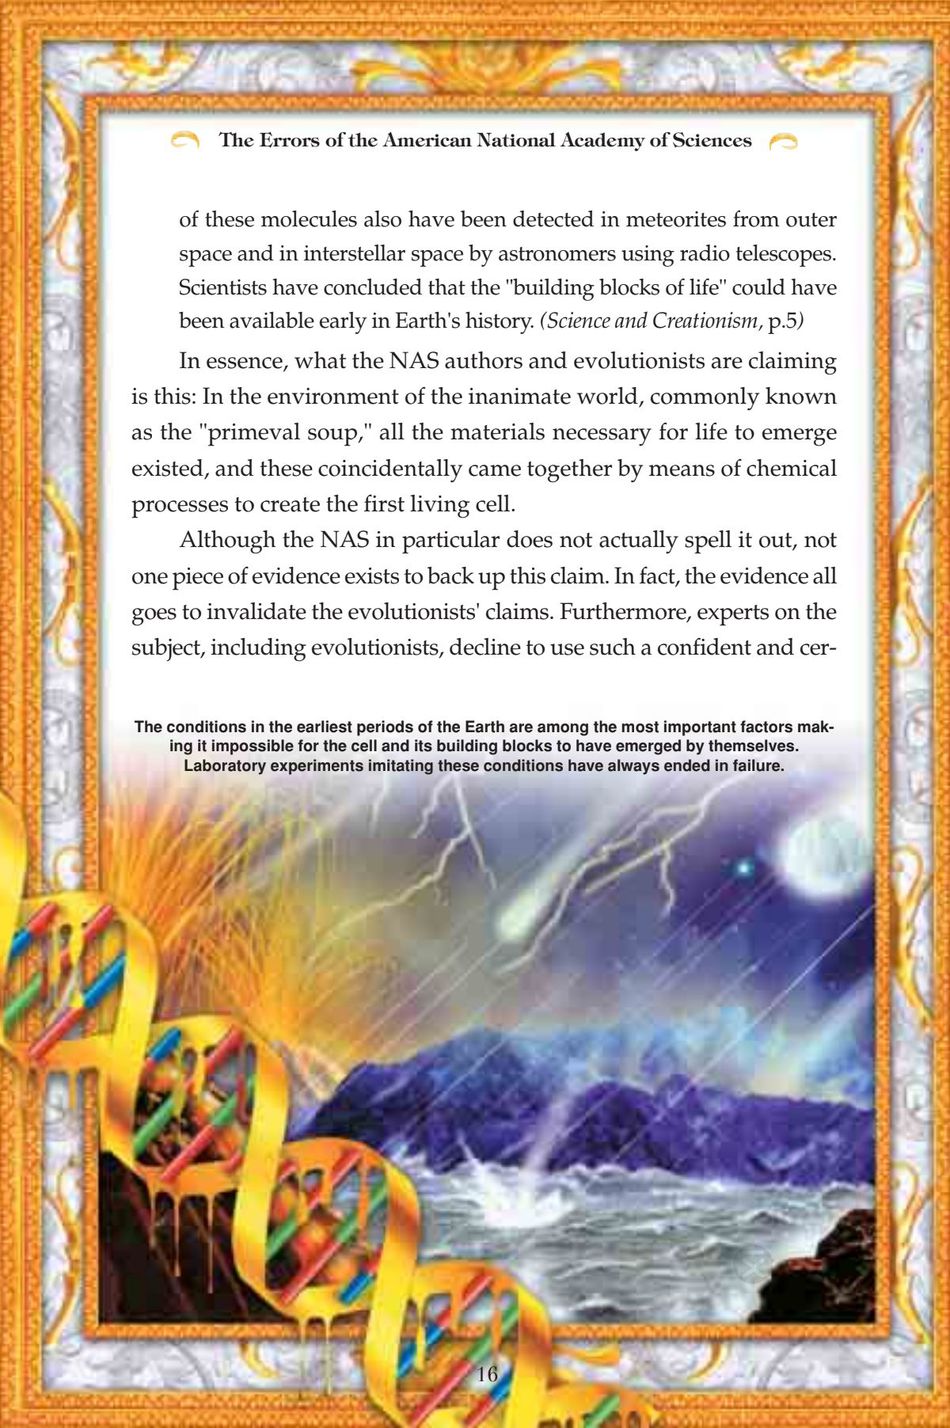 The Errors of the American National Academy of Sciences
of these molecules also have been detected in meteorites from outer
space and in interstellar space by astronomers using radio telescopes.
Scientists have concluded that the "building blocks of life" could have
been available early in Earth's history. (Science and Creationism, p.5)
In essence, what the NAS authors and evolutionists are claiming
is this: In the environment of the inanimate world, commonly known
as the "primeval soup," all the materials necessary for life to emerge
existed, and these coincidentally came together by means of chemical
processes to create the first living cell.
Although the NAS in particular does not actually spell it out, not
one piece of evidence exists to back up this claim. In fact, the evidence all
goes to invalidate the evolutionists' claims. Furthermore, experts on the
subject, including evolutionists, decline to use such a confident and cer-
The conditions in the earliest periods of the Earth are among the most important factors mak-
ing it impossible for the cell and its building blocks to have emerged by themselves.
Laboratory experiments imitating these conditions have always ended in failure.
16